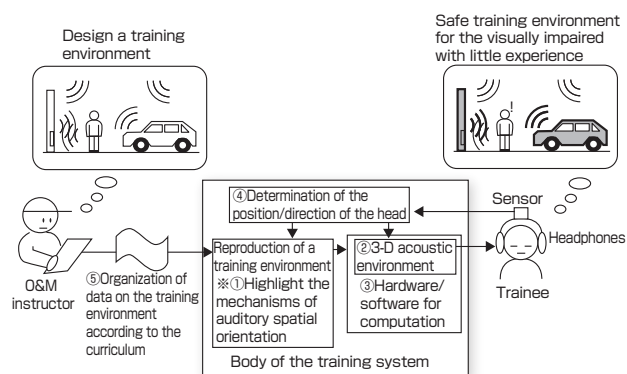 Design a training
environment
Safe training environment
for the visually impaired
with little experience
!
④Determination of the
position/direction of the head
Sensor
Headphones
Reproduction of a
training environment
※①Highlight the
mechanisms of
auditory spatial
orientation
②3-D acoustic
environment
③Hardware/
software for
computation
O&M
instructor
⑤Organization of
data on the training
environment
according to the
curriculum
Trainee
Body of the training system